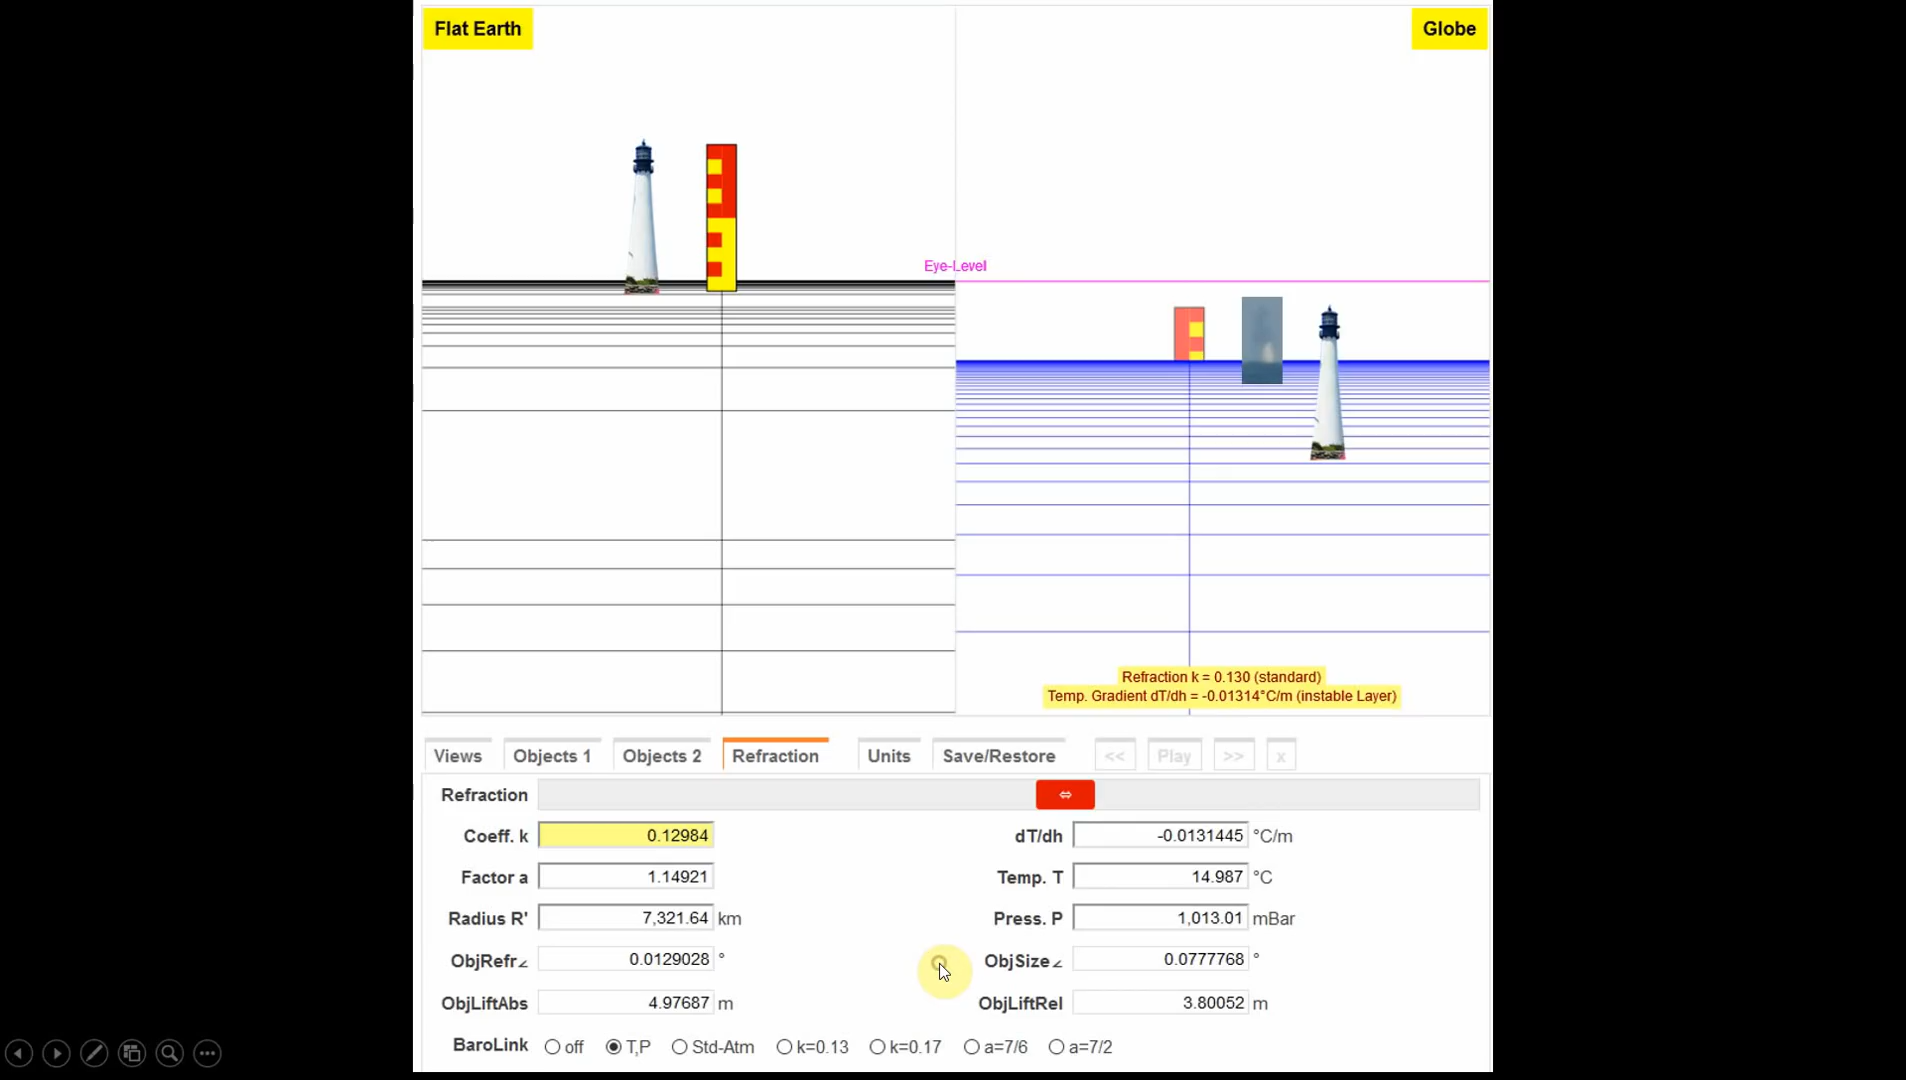 Flat Earth
Globe
Eye-Level
Refraction k = 0.130 (standard)
Temp. Gradient dT/dh = -0.01314°C/m (instable Layer)
Views Objects 1 Objects 2 Refraction Units Save/Restore << Play >> x
Refraction ⇔
Coeff. k 0.12984 dT/dh -0.0131445 °C/m
Factor a 1.14921 Temp. T 14.987 °C
Radius R' 7,321.64 km Press. P 1,013.01 mBar
ObjRefr∠ 0.0129028 ° ObjSize∠ 0.0777768 °
ObjLiftAbs 4.97687 m ObjLiftRel 3.80052 m
BaroLink off T,P Std-Atm k=0.13 k=0.17 a=7/6 a=7/2